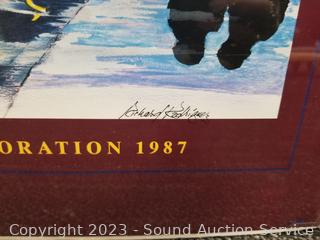 ORATION 1987
Copyright 2023 - Sound Auction Service